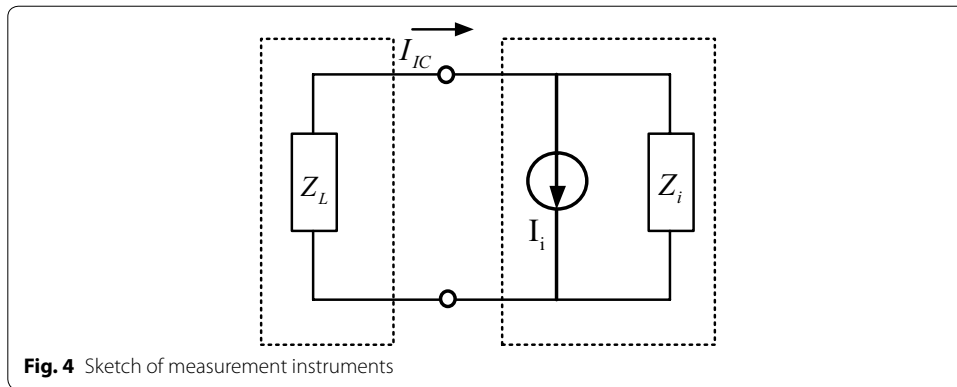 I_IC
Z_L
Z_i
I_i
Fig. 4 Sketch of measurement instruments